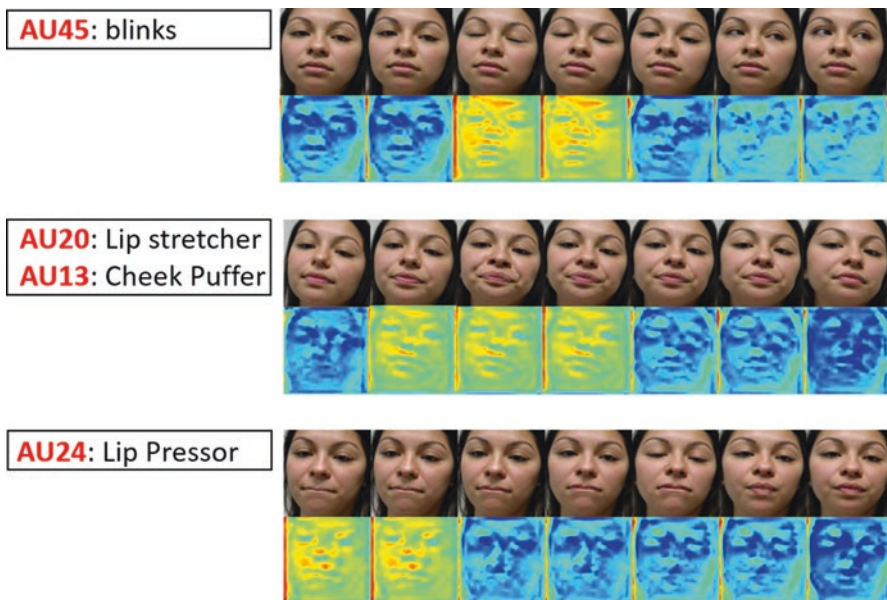 AU45: blinks
AU20: Lip stretcher
AU13: Cheek Puffer
AU24: Lip Pressor